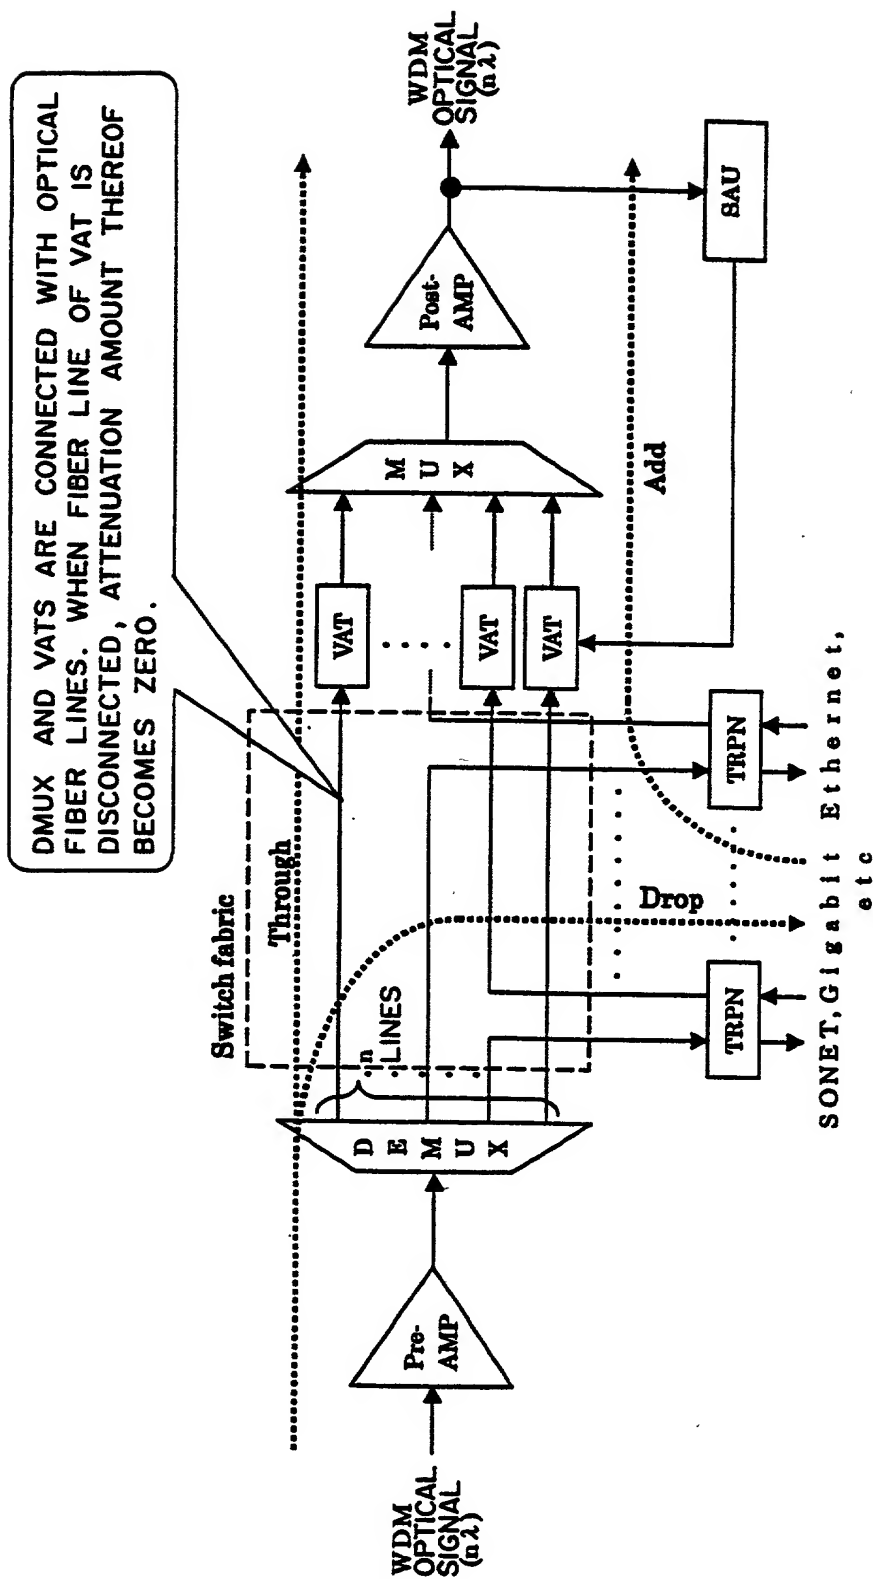 DMUX AND VATS ARE CONNECTED WITH OPTICAL
FIBER LINES. WHEN FIBER LINE OF VAT IS
DISCONNECTED, ATTENUATION AMOUNT THEREOF
BECOMES ZERO.
Switch fabric
Through
WDM
OPTICAL
SIGNAL
(nλ)
Pre-
AMP
DEMUX
n
LINES
VAT
VAT
VAT
MUX
Post-
AMP
WDM
OPTICAL
SIGNAL
(nλ)
Drop
Add
TRPN
TRPN
SAU
SONET, Gigabit Ethernet,
etc